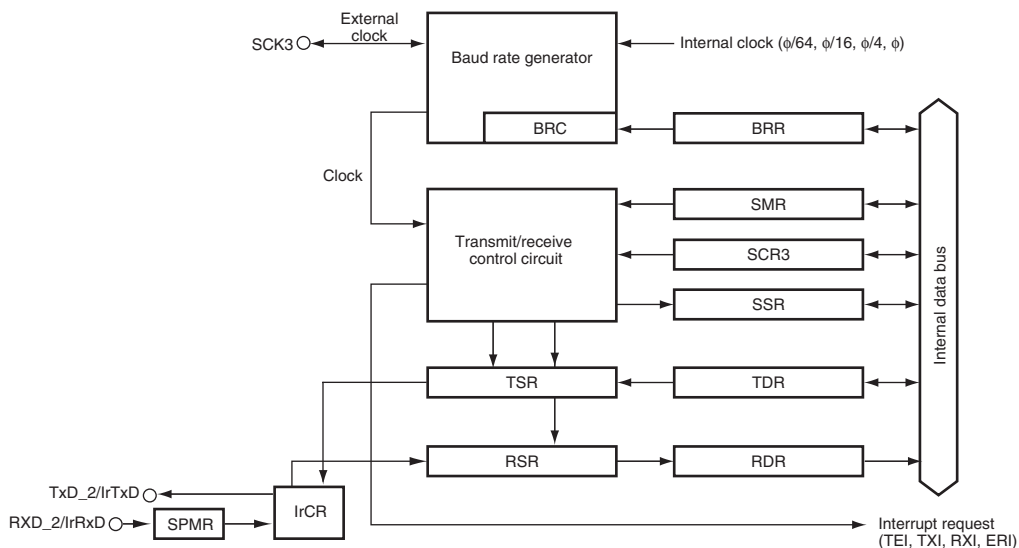 External
clock
SCK3
Baud rate generator
Internal clock (ϕ/64, ϕ/16, ϕ/4, ϕ)
BRC
BRR
Clock
SMR
Transmit/receive
control circuit
SCR3
SSR
Internal data bus
TSR
TDR
RSR
RDR
TxD_2/IrTxD
IrCR
RXD_2/IrRxD
SPMR
Interrupt request
(TEI, TXI, RXI, ERI)